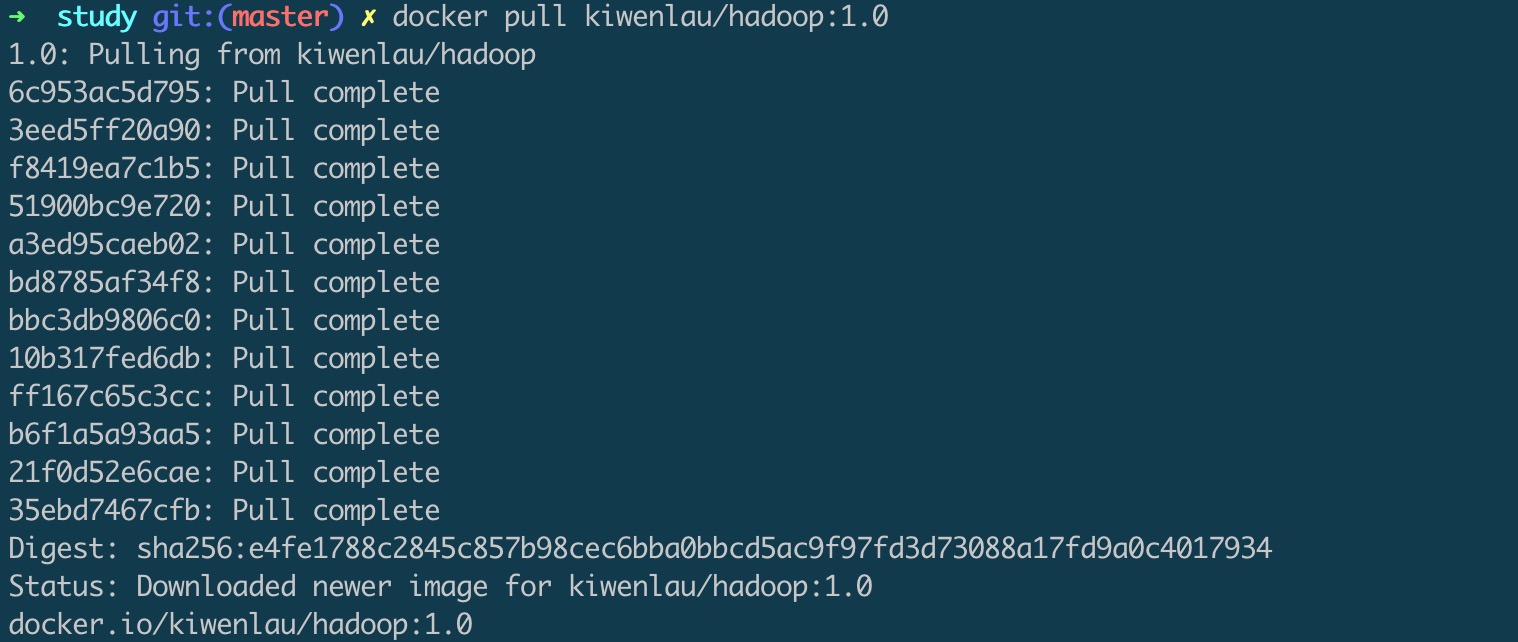 ➜  study git:(master) ✗ docker pull kiwenlau/hadoop:1.0
1.0: Pulling from kiwenlau/hadoop
6c953ac5d795: Pull complete
3eed5ff20a90: Pull complete
f8419ea7c1b5: Pull complete
51900bc9e720: Pull complete
a3ed95caeb02: Pull complete
bd8785af34f8: Pull complete
bbc3db9806c0: Pull complete
10b317fed6db: Pull complete
ff167c65c3cc: Pull complete
b6f1a5a93aa5: Pull complete
21f0d52e6cae: Pull complete
35ebd7467cfb: Pull complete
Digest: sha256:e4fe1788c2845c857b98cec6bba0bbcd5ac9f97fd3d73088a17fd9a0c4017934
Status: Downloaded newer image for kiwenlau/hadoop:1.0
docker.io/kiwenlau/hadoop:1.0